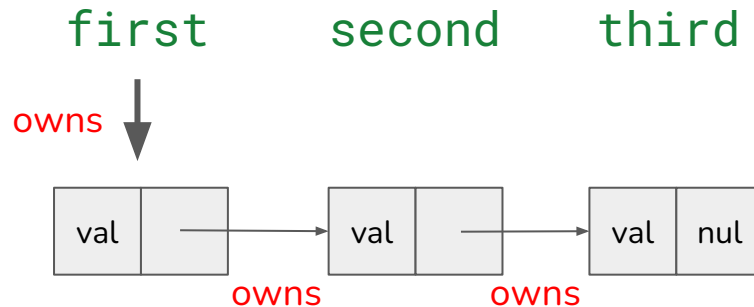 first second third
owns
val val val nul
owns owns